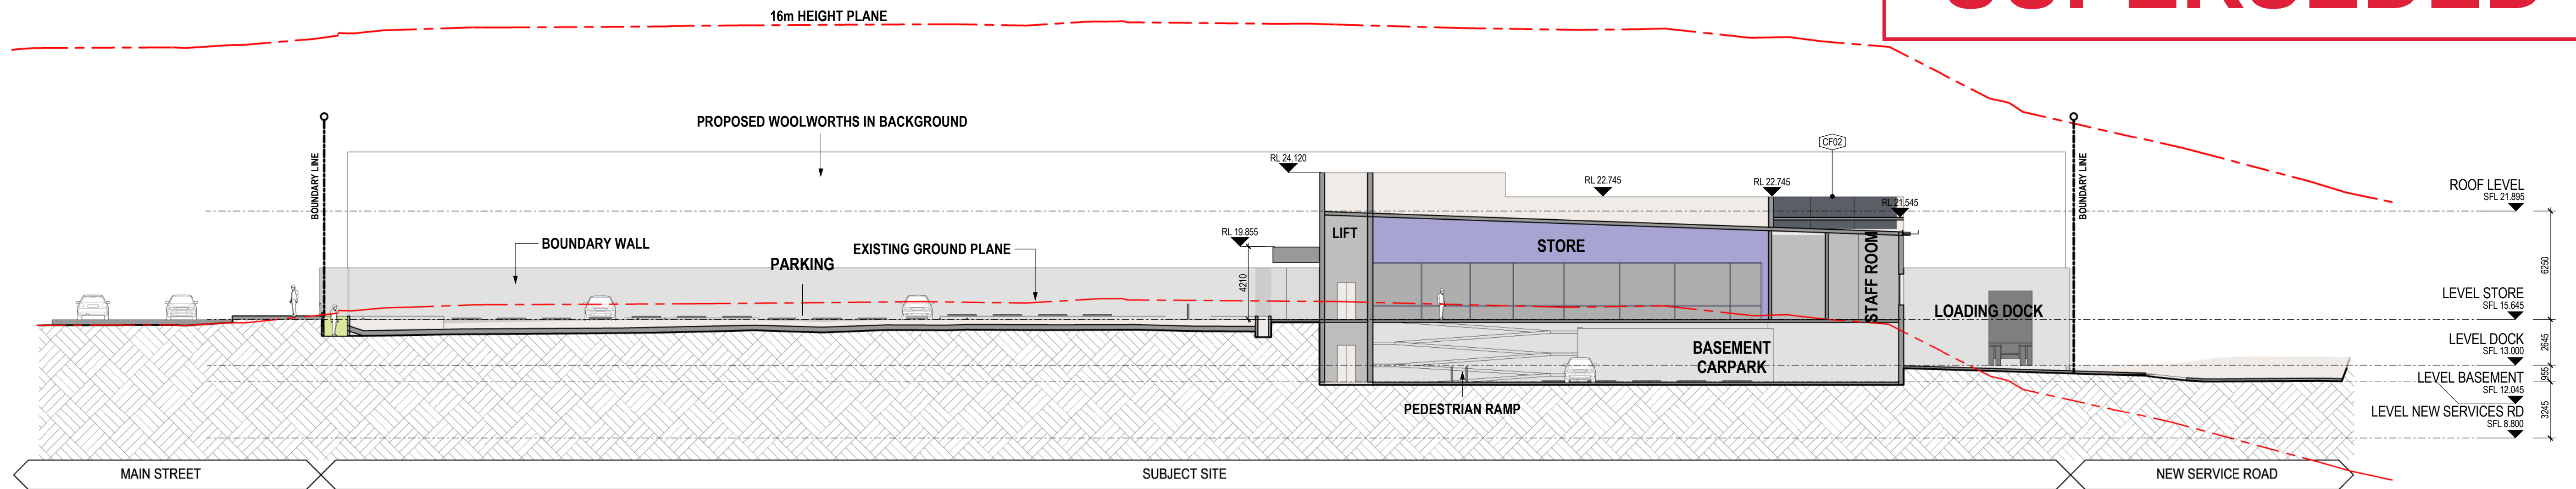 SUPERSEDED
16m HEIGHT PLANE
PROPOSED WOOLWORTHS IN BACKGROUND
BOUNDARY LINE
BOUNDARY WALL
PARKING
EXISTING GROUND PLANE
RL 24.120
RL 22.745
RL 22.745
CF02
RL 21.545
RL 19.855
4210
LIFT
STORE
STAFF ROOM
LOADING DOCK
BASEMENT
CARPARK
PEDESTRIAN RAMP
BOUNDARY LINE
ROOF LEVEL
SFL 21.895
6250
LEVEL STORE
SFL 15.645
2645
LEVEL DOCK
SFL 13.000
955
LEVEL BASEMENT
SFL 12.045
3245
LEVEL NEW SERVICES RD
SFL 8.800
MAIN STREET
SUBJECT SITE
NEW SERVICE ROAD